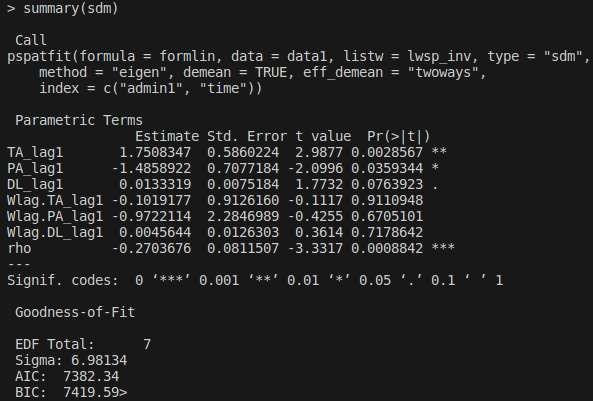 > summary(sdm)
Call
pspatfit(formula = formlin, data = data1, listw = lwsp_inv, type = "sdm",
method = "eigen", demean = TRUE, eff_demean = "twoways",
index = c("admin1", "time"))
Parametric Terms
Estimate Std. Error t value Pr(>|t|)
TA_lag1 1.7508347 0.5860224 2.9877 0.0028567 **
PA_lag1 -1.4858922 0.7077184 -2.0996 0.0359344 *
DL_lag1 0.0133319 0.0075184 1.7732 0.0763923 .
Wlag.TA_lag1 -0.1019177 0.9126160 -0.1117 0.9110948
Wlag.PA_lag1 -0.9722114 2.2846989 -0.4255 0.6705101
Wlag.DL_lag1 0.0045644 0.0126303 0.3614 0.7178642
rho -0.2703676 0.0811507 -3.3317 0.0008842 ***
---
Signif. codes: 0 ‘***’ 0.001 ‘**’ 0.01 ‘*’ 0.05 ‘.’ 0.1 ‘ ’ 1
Goodness-of-Fit
EDF Total: 7
Sigma: 6.98134
AIC: 7382.34
BIC: 7419.59>